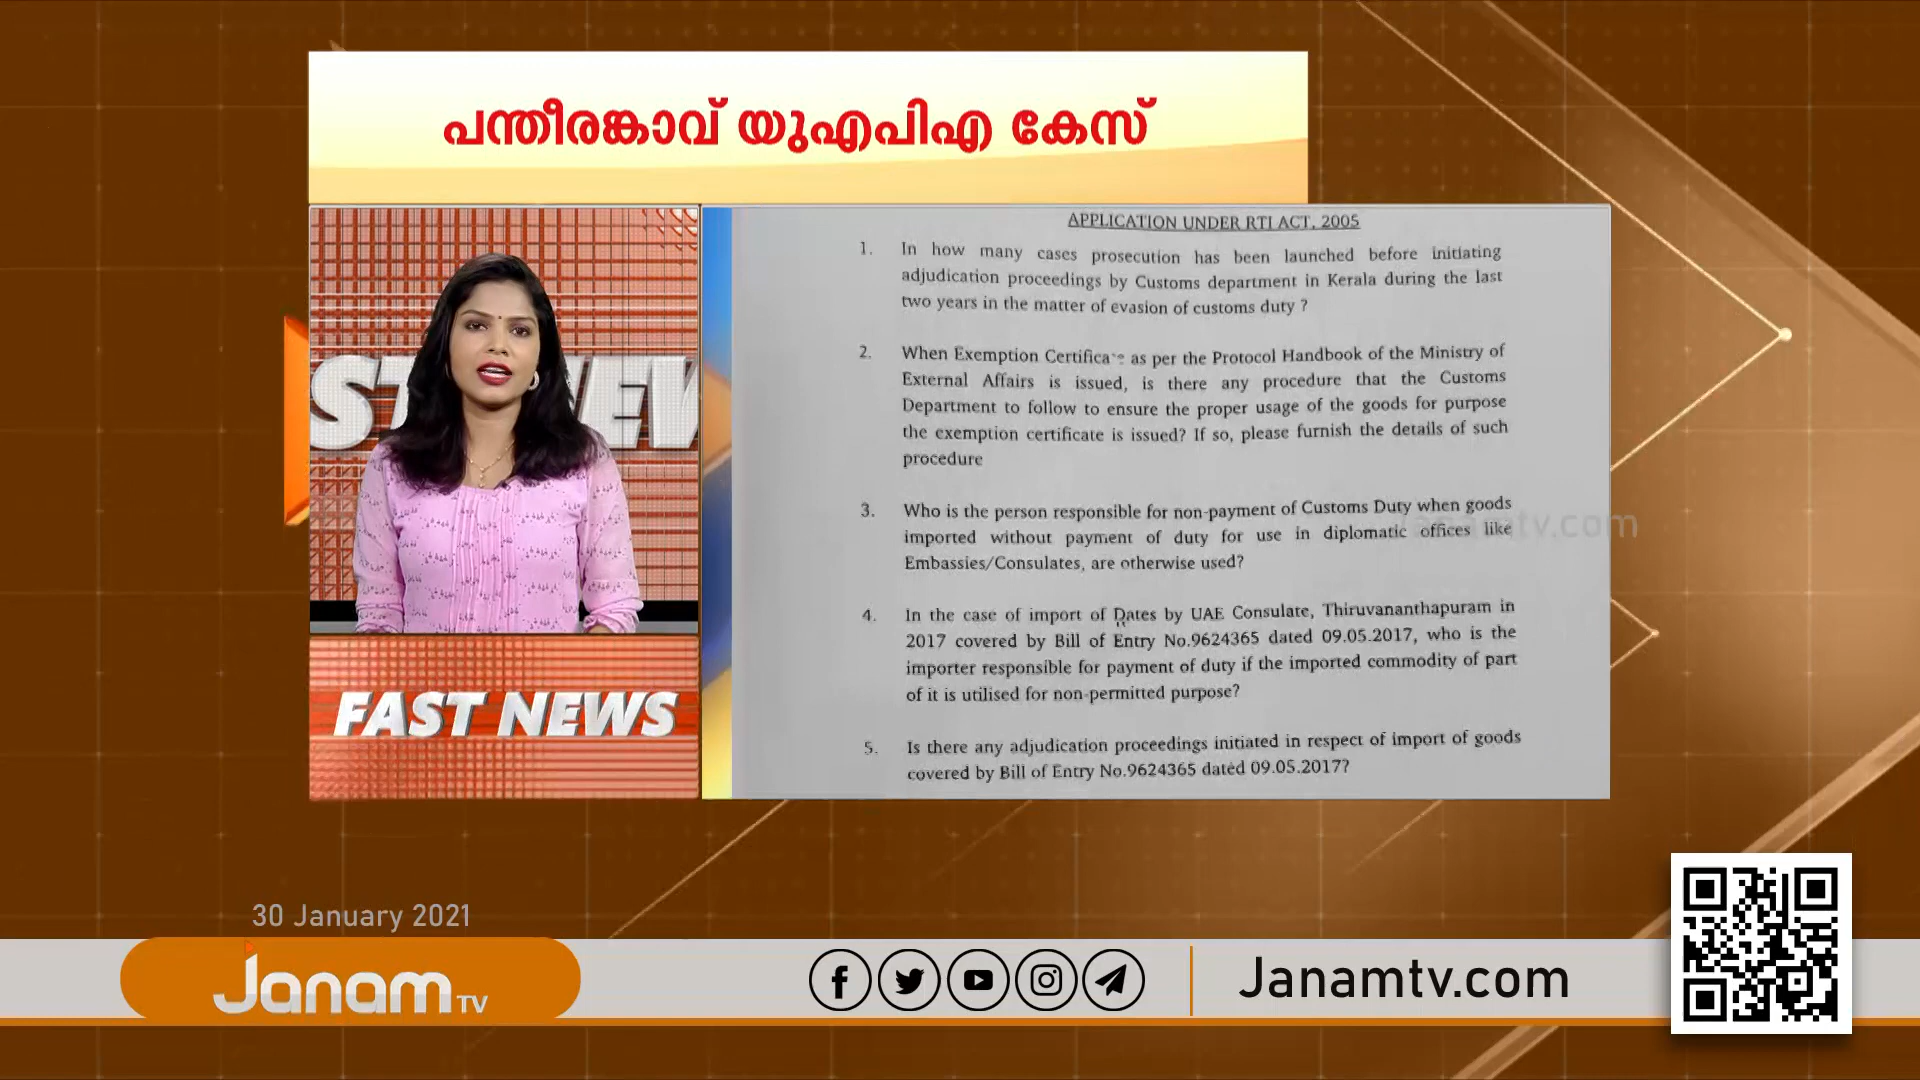 പന്തീരങ്കാവ് യുഎപിഎ കേസ്
APPLICATION UNDER RTI ACT, 2005
1. In how many cases prosecution has been launched before initiating
adjudication proceedings by Customs department in Kerala during the last
two years in the matter of evasion of customs duty ?
2. When Exemption Certificate as per the Protocol Handbook of the Ministry of
External Affairs is issued, is there any procedure that the Customs
Department to follow to ensure the proper usage of the goods for purpose
the exemption certificate is issued? If so, please furnish the details of such
procedure
3. Who is the person responsible for non-payment of Customs Duty when goods
imported without payment of duty for use in diplomatic offices like
Embassies/Consulates, are otherwise used?
4. In the case of import of Dates by UAE Consulate, Thiruvananthapuram in
2017 covered by Bill of Entry No.9624365 dated 09.05.2017, who is the
importer responsible for payment of duty if the imported commodity of part
of it is utilised for non-permitted purpose?
5. Is there any adjudication proceedings initiated in respect of import of goods
covered by Bill of Entry No.9624365 dated 09.05.2017?
Janamtv.com
ST NEW
FAST NEWS
30 January 2021
Janam TV
Janamtv.com